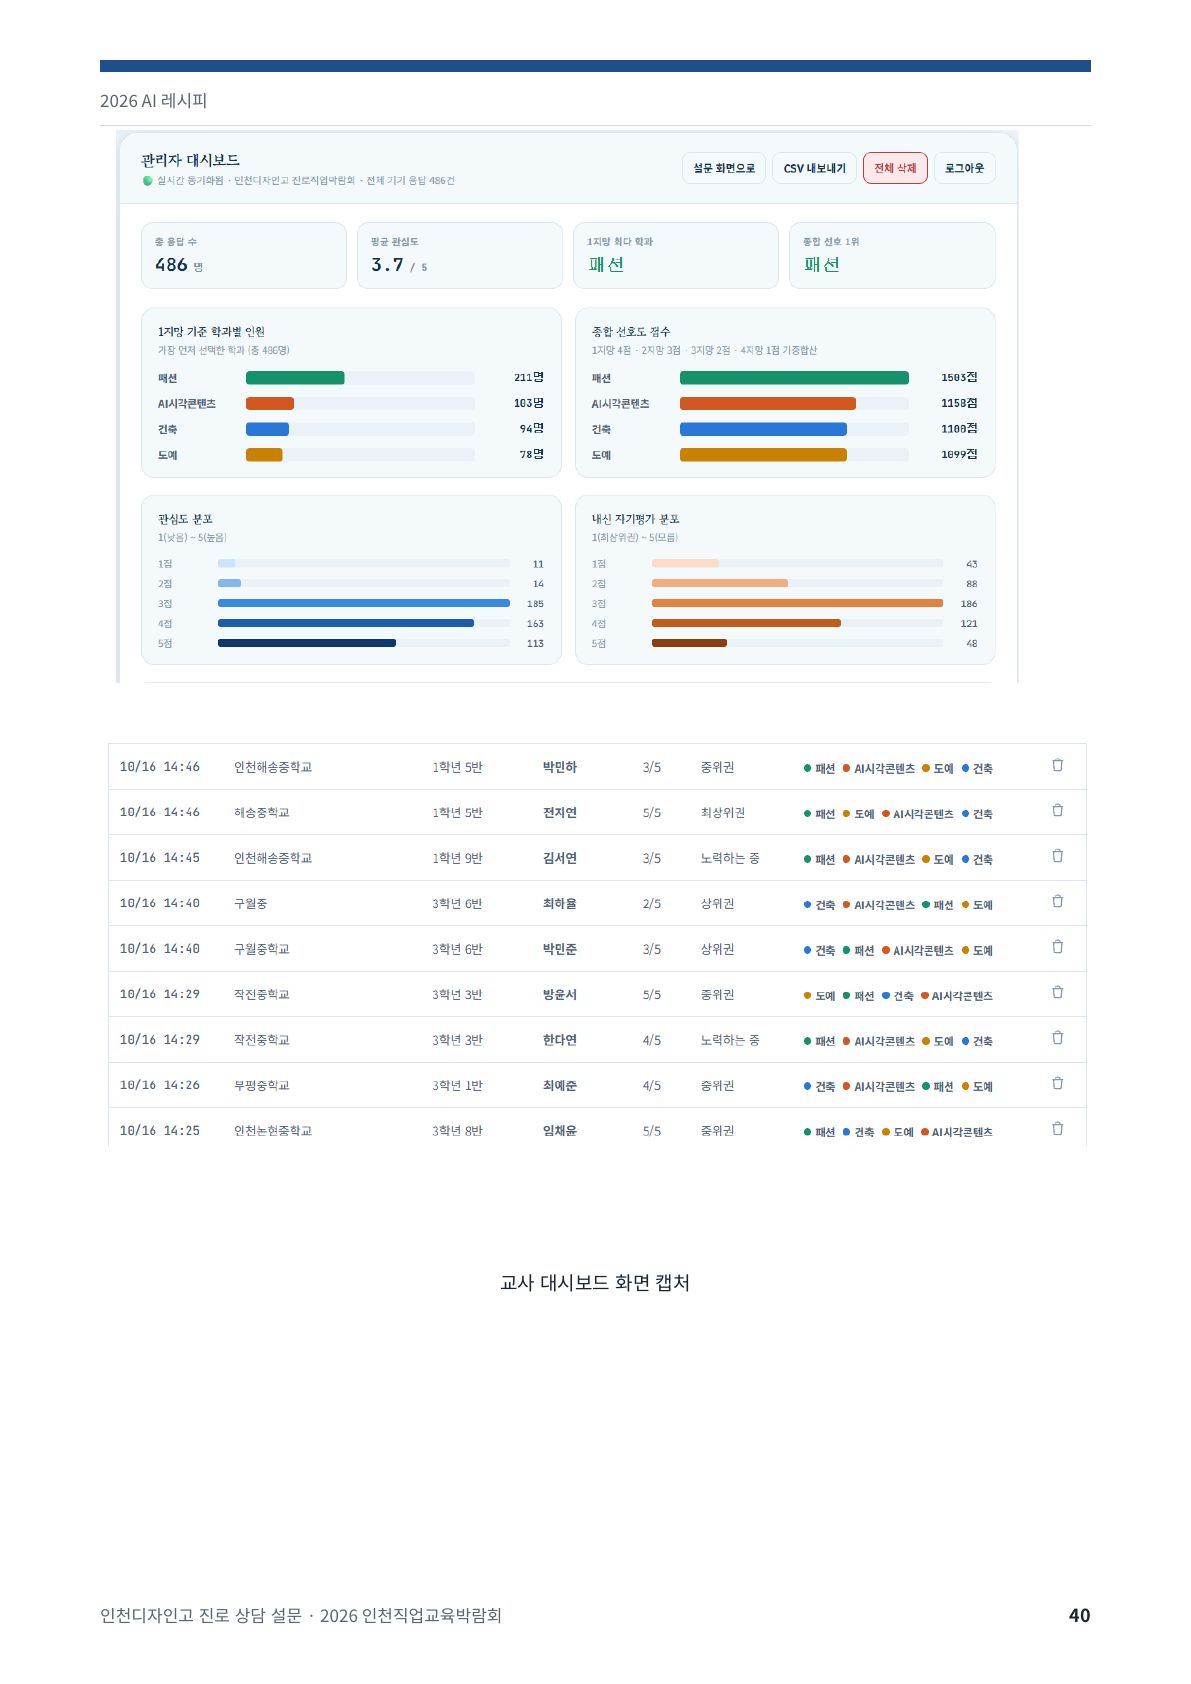 2026 AI 레시피
관리자 대시보드
실시간 동기화됨 · 인천디자인고 진로직업박람회 · 전체 기기 응답 486건
설문 화면으로 CSV 내보내기 전체 삭제 로그아웃
총 응답 수 평균 관심도 1지망 최다 학과 종합 선호 1위
486 명 3.7 / 5 패션 패션
1지망 기준 학과별 인원
가장 먼저 선택한 학과 (총 486명)
패션 211명
AI시각콘텐츠 103명
건축 94명
도예 78명
종합 선호도 점수
1지망 4점 · 2지망 3점 · 3지망 2점 · 4지망 1점 가중합산
패션 1503점
AI시각콘텐츠 1158점
건축 1100점
도예 1099점
관심도 분포
1(낮음) ~ 5(높음)
1점 11
2점 14
3점 185
4점 163
5점 113
내신 자기평가 분포
1(최상위권) ~ 5(모름)
1점 43
2점 88
3점 186
4점 121
5점 48
10/16 14:46 인천해송중학교 1학년 5반 박민하 3/5 중위권 패션 AI시각콘텐츠 도예 건축
10/16 14:46 해송중학교 1학년 5반 전지연 5/5 최상위권 패션 도예 AI시각콘텐츠 건축
10/16 14:45 인천해송중학교 1학년 9반 김서연 3/5 노력하는 중 패션 AI시각콘텐츠 도예 건축
10/16 14:40 구월중 3학년 6반 최하율 2/5 상위권 건축 AI시각콘텐츠 패션 도예
10/16 14:40 구월중학교 3학년 6반 박민준 3/5 상위권 건축 패션 AI시각콘텐츠 도예
10/16 14:29 작전중학교 3학년 3반 방윤서 5/5 중위권 도예 패션 건축 AI시각콘텐츠
10/16 14:29 작전중학교 3학년 3반 한다연 4/5 노력하는 중 패션 AI시각콘텐츠 도예 건축
10/16 14:26 부평중학교 3학년 1반 최예준 4/5 중위권 건축 AI시각콘텐츠 패션 도예
10/16 14:25 인천논현중학교 3학년 8반 임채윤 5/5 중위권 패션 건축 도예 AI시각콘텐츠
교사 대시보드 화면 캡처
인천디자인고 진로 상담 설문 · 2026 인천직업교육박람회 40